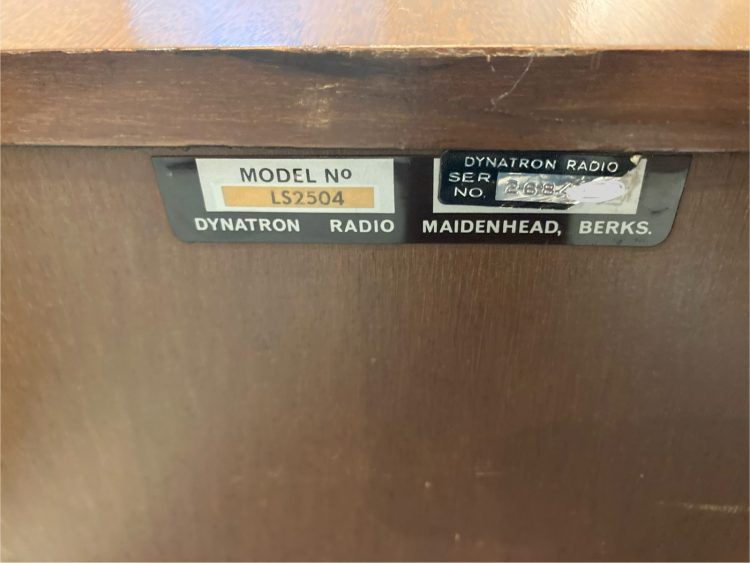 MODEL Nº
LS2504
DYNATRON RADIO
SER.
NO.
DYNATRON RADIO MAIDENHEAD, BERKS.